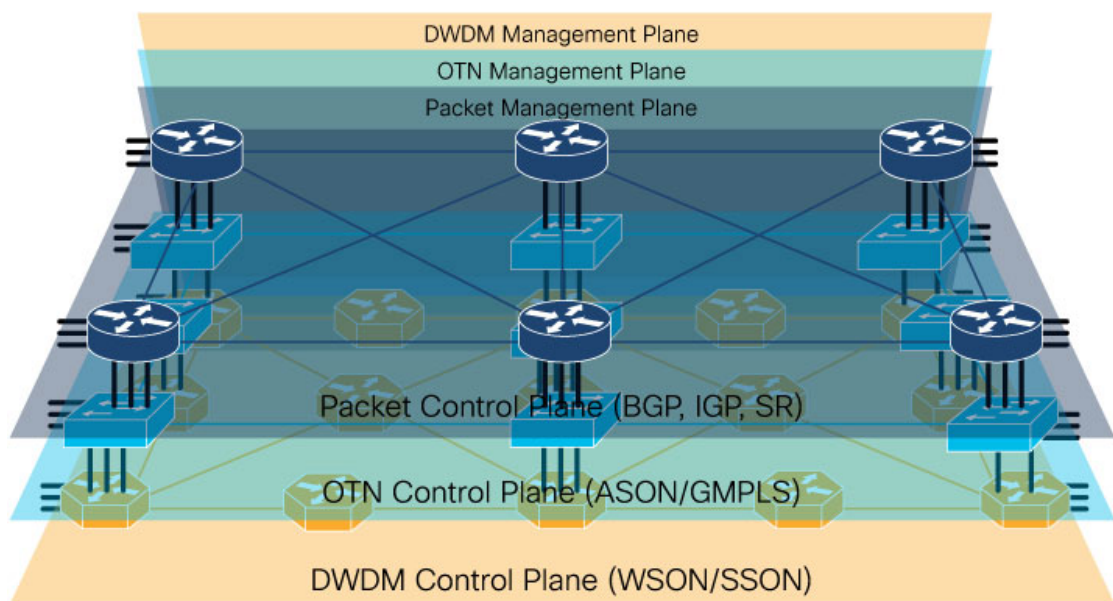 DWDM Management Plane
OTN Management Plane
Packet Management Plane
Packet Control Plane (BGP, IGP, SR)
OTN Control Plane (ASON/GMPLS)
DWDM Control Plane (WSON/SSON)